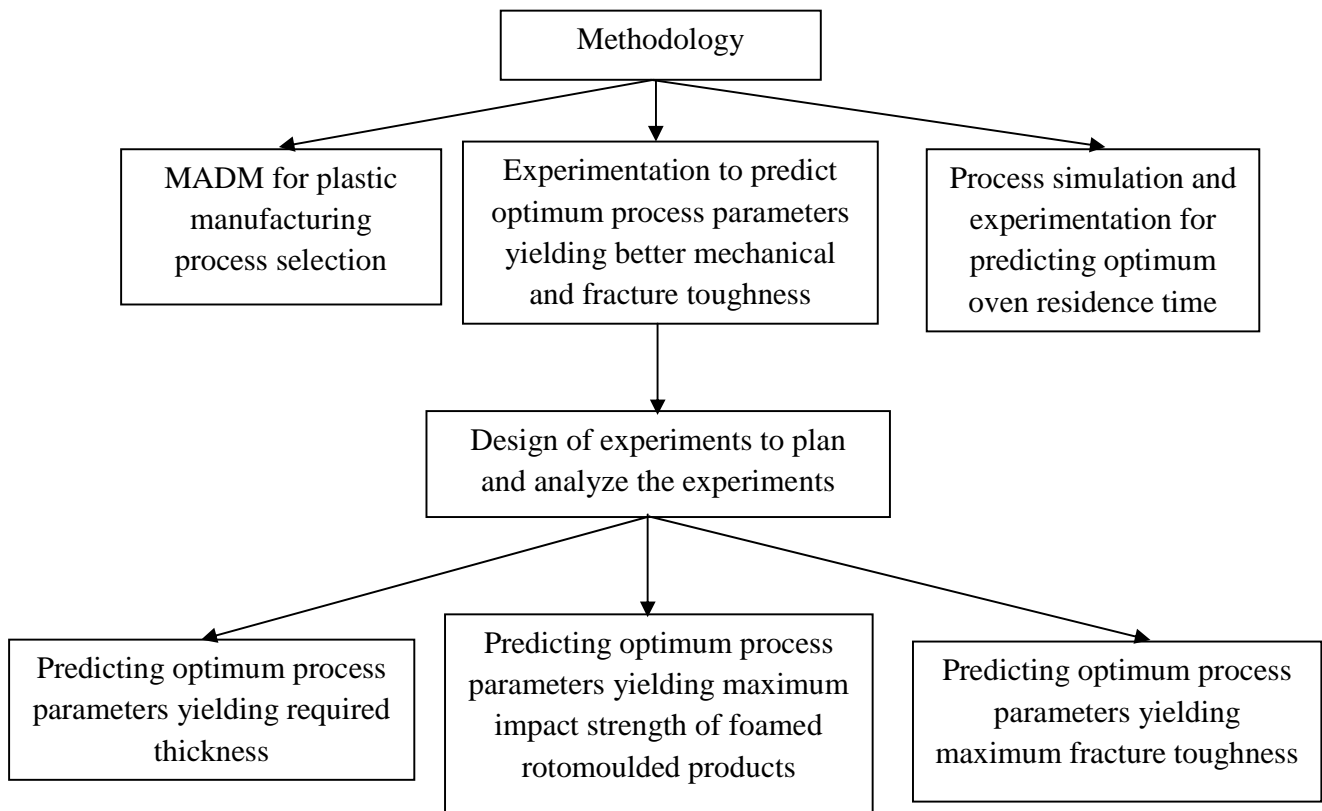 Methodology
MADM for plastic
manufacturing
process selection
Experimentation to predict
optimum process parameters
yielding better mechanical
and fracture toughness
Process simulation and
experimentation for
predicting optimum
oven residence time
Design of experiments to plan
and analyze the experiments
Predicting optimum process
parameters yielding required
thickness
Predicting optimum process
parameters yielding maximum
impact strength of foamed
rotomoulded products
Predicting optimum process
parameters yielding
maximum fracture toughness